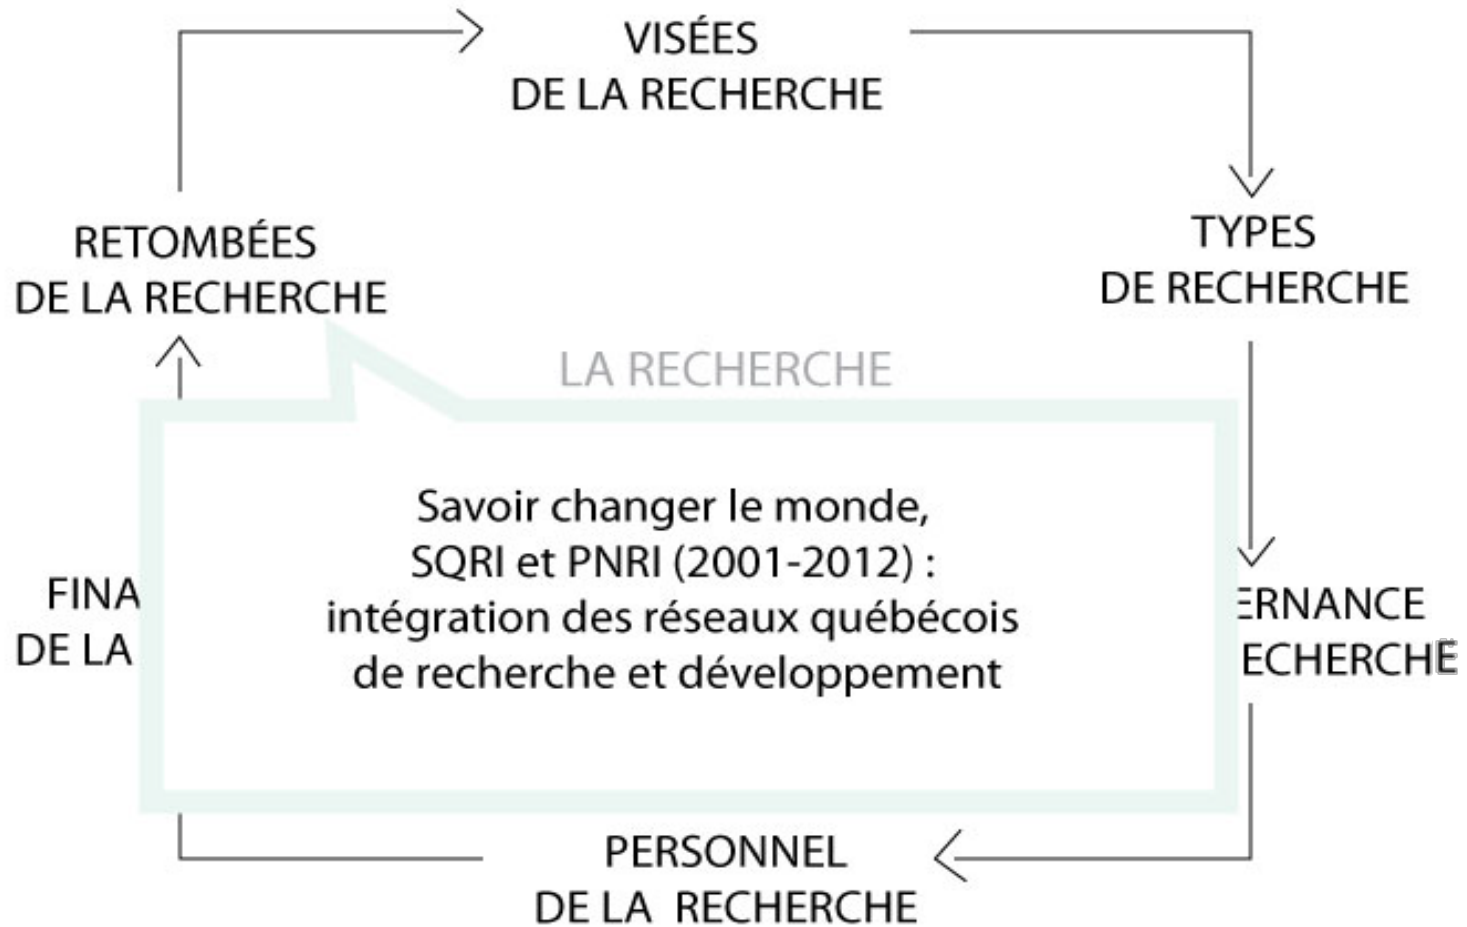 VISÉES
DE LA RECHERCHE
RETOMBÉES
DE LA RECHERCHE
TYPES
DE RECHERCHE
LA RECHERCHE
Savoir changer le monde,
SQRI et PNRI (2001-2012) :
intégration des réseaux québécois
de recherche et développement
FINA
DE LA
ERNANCE
ECHERCHE
PERSONNEL
DE LA RECHERCHE